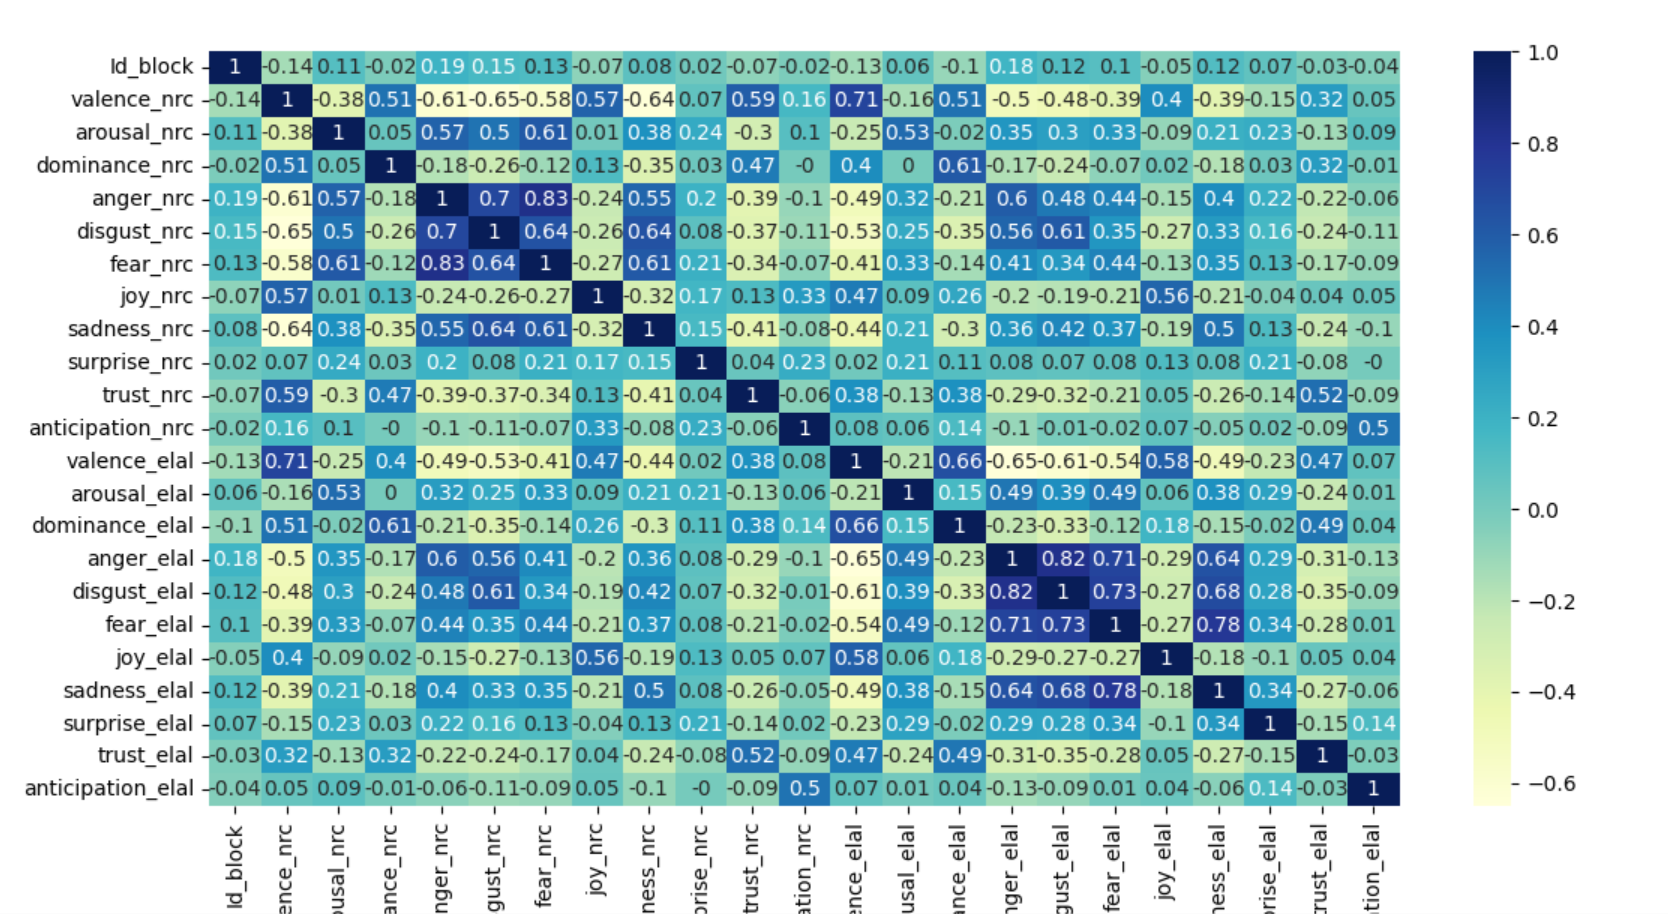 Id_block 1 -0.14 0.11 -0.02 0.19 0.15 0.13 -0.07 0.08 0.02 -0.07 -0.02 -0.13 0.06 -0.1 0.18 0.12 0.1 -0.05 0.12 0.07 -0.03 -0.04 1.0
valence_nrc -0.14 1 -0.38 0.51 -0.61 -0.65 -0.58 0.57 -0.64 0.07 0.59 0.16 0.71 -0.16 0.51 -0.5 -0.48 -0.39 0.4 -0.39 -0.15 0.32 0.05
arousal_nrc 0.11 -0.38 1 0.05 0.57 0.5 0.61 0.01 0.38 0.24 -0.3 0.1 -0.25 0.53 -0.02 0.35 0.3 0.33 -0.09 0.21 0.23 -0.13 0.09 0.8
dominance_nrc -0.02 0.51 0.05 1 -0.18 -0.26 -0.12 0.13 -0.35 0.03 0.47 -0 0.4 0 0.61 -0.17 -0.24 -0.07 0.02 -0.18 0.03 0.32 -0.01
anger_nrc 0.19 -0.61 0.57 -0.18 1 0.7 0.83 -0.24 0.55 0.2 -0.39 -0.1 -0.49 0.32 -0.21 0.6 0.48 0.44 -0.15 0.4 0.22 -0.22 -0.06
disgust_nrc 0.15 -0.65 0.5 -0.26 0.7 1 0.64 -0.26 0.64 0.08 -0.37 -0.11 -0.53 0.25 -0.35 0.56 0.61 0.35 -0.27 0.33 0.16 -0.24 -0.11 0.6
fear_nrc 0.13 -0.58 0.61 -0.12 0.83 0.64 1 -0.27 0.61 0.21 -0.34 -0.07 -0.41 0.33 -0.14 0.41 0.34 0.44 -0.13 0.35 0.13 -0.17 -0.09
joy_nrc -0.07 0.57 0.01 0.13 -0.24 -0.26 -0.27 1 -0.32 0.17 0.13 0.33 0.47 0.09 0.26 -0.2 -0.19 -0.21 0.56 -0.21 -0.04 0.04 0.05
sadness_nrc 0.08 -0.64 0.38 -0.35 0.55 0.64 0.61 -0.32 1 0.15 -0.41 -0.08 -0.44 0.21 -0.3 0.36 0.42 0.37 -0.19 0.5 0.13 -0.24 -0.1 0.4
surprise_nrc 0.02 0.07 0.24 0.03 0.2 0.08 0.21 0.17 0.15 1 0.04 0.23 0.02 0.21 0.11 0.08 0.07 0.08 0.13 0.08 0.21 -0.08 -0
trust_nrc -0.07 0.59 -0.3 0.47 -0.39 -0.37 -0.34 0.13 -0.41 0.04 1 -0.06 0.38 -0.13 0.38 -0.29 -0.32 -0.21 0.05 -0.26 -0.14 0.52 -0.09 0.2
anticipation_nrc -0.02 0.16 0.1 -0 -0.1 -0.11 -0.07 0.33 -0.08 0.23 -0.06 1 0.08 0.06 0.14 -0.1 -0.01 -0.02 0.07 -0.05 0.02 -0.09 0.5
valence_elal -0.13 0.71 -0.25 0.4 -0.49 -0.53 -0.41 0.47 -0.44 0.02 0.38 0.08 1 -0.21 0.66 -0.65 -0.61 -0.54 0.58 -0.49 -0.23 0.47 0.07
arousal_elal 0.06 -0.16 0.53 0 0.32 0.25 0.33 0.09 0.21 0.21 -0.13 0.06 -0.21 1 0.15 0.49 0.39 0.49 0.06 0.38 0.29 -0.24 0.01 0.0
dominance_elal -0.1 0.51 -0.02 0.61 -0.21 -0.35 -0.14 0.26 -0.3 0.11 0.38 0.14 0.66 0.15 1 -0.23 -0.33 -0.12 0.18 -0.15 -0.02 0.49 0.04
anger_elal 0.18 -0.5 0.35 -0.17 0.6 0.56 0.41 -0.2 0.36 0.08 -0.29 -0.1 -0.65 0.49 -0.23 1 0.82 0.71 -0.29 0.64 0.29 -0.31 -0.13
disgust_elal 0.12 -0.48 0.3 -0.24 0.48 0.61 0.34 -0.19 0.42 0.07 -0.32 -0.01 -0.61 0.39 -0.33 0.82 1 0.73 -0.27 0.68 0.28 -0.35 -0.09 −0.2
fear_elal 0.1 -0.39 0.33 -0.07 0.44 0.35 0.44 -0.21 0.37 0.08 -0.21 -0.02 -0.54 0.49 -0.12 0.71 0.73 1 -0.27 0.78 0.34 -0.28 0.01
joy_elal -0.05 0.4 -0.09 0.02 -0.15 -0.27 -0.13 0.56 -0.19 0.13 0.05 0.07 0.58 0.06 0.18 -0.29 -0.27 -0.27 1 -0.18 -0.1 0.05 0.04
sadness_elal 0.12 -0.39 0.21 -0.18 0.4 0.33 0.35 -0.21 0.5 0.08 -0.26 -0.05 -0.49 0.38 -0.15 0.64 0.68 0.78 -0.18 1 0.34 -0.27 -0.06 −0.4
surprise_elal 0.07 -0.15 0.23 0.03 0.22 0.16 0.13 -0.04 0.13 0.21 -0.14 0.02 -0.23 0.29 -0.02 0.29 0.28 0.34 -0.1 0.34 1 -0.15 0.14
trust_elal -0.03 0.32 -0.13 0.32 -0.22 -0.24 -0.17 0.04 -0.24 -0.08 0.52 -0.09 0.47 -0.24 0.49 -0.31 -0.35 -0.28 0.05 -0.27 -0.15 1 -0.03
anticipation_elal -0.04 0.05 0.09 -0.01 -0.06 -0.11 -0.09 0.05 -0.1 -0 -0.09 0.5 0.07 0.01 0.04 -0.13 -0.09 0.01 0.04 -0.06 0.14 -0.03 1 −0.6
Id_block
ence_nrc
ousal_nrc
ance_nrc
nger_nrc
gust_nrc
fear_nrc
joy_nrc
ness_nrc
prise_nrc
trust_nrc
ation_nrc
ence_elal
usal_elal
ance_elal
nger_elal
gust_elal
fear_elal
joy_elal
ness_elal
rise_elal
trust_elal
tion_elal